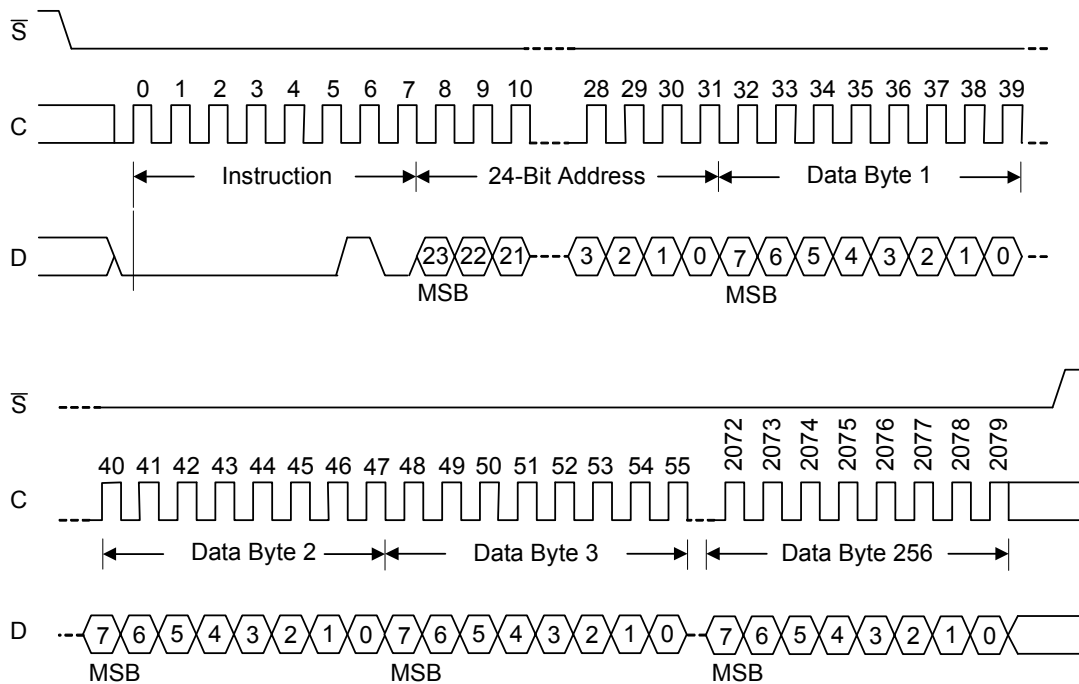 S
0 1 2 3 4 5 6 7 8 9 10 28 29 30 31 32 33 34 35 36 37 38 39
C
Instruction 24-Bit Address Data Byte 1
D 23 22 21 3 2 1 0 7 6 5 4 3 2 1 0
MSB MSB
S
40 41 42 43 44 45 46 47 48 49 50 51 52 53 54 55 2072 2073 2074 2075 2076 2077 2078 2079
C
Data Byte 2 Data Byte 3 Data Byte 256
D 7 6 5 4 3 2 1 0 7 6 5 4 3 2 1 0 7 6 5 4 3 2 1 0
MSB MSB MSB